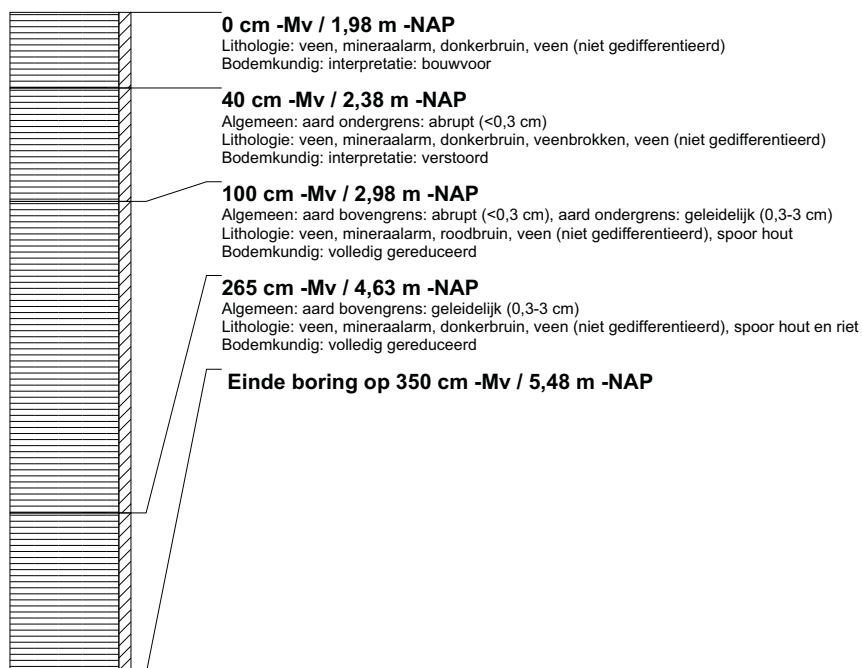 0 cm -Mv / 1,98 m -NAP
Lithologie: veen, mineraalarm, donkerbruin, veen (niet gedifferentieerd)
Bodemkundig: interpretatie: bouwvoor
40 cm -Mv / 2,38 m -NAP
Algemeen: aard ondergrens: abrupt (<0,3 cm)
Lithologie: veen, mineraalarm, donkerbruin, veenbrokken, veen (niet gedifferentieerd)
Bodemkundig: interpretatie: verstoord
100 cm -Mv / 2,98 m -NAP
Algemeen: aard bovengrens: abrupt (<0,3 cm), aard ondergrens: geleidelijk (0,3-3 cm)
Lithologie: veen, mineraalarm, roodbruin, veen (niet gedifferentieerd), spoor hout
Bodemkundig: volledig gereduceerd
265 cm -Mv / 4,63 m -NAP
Algemeen: aard bovengrens: geleidelijk (0,3-3 cm)
Lithologie: veen, mineraalarm, donkerbruin, veen (niet gedifferentieerd), spoor hout en riet
Bodemkundig: volledig gereduceerd
Einde boring op 350 cm -Mv / 5,48 m -NAP